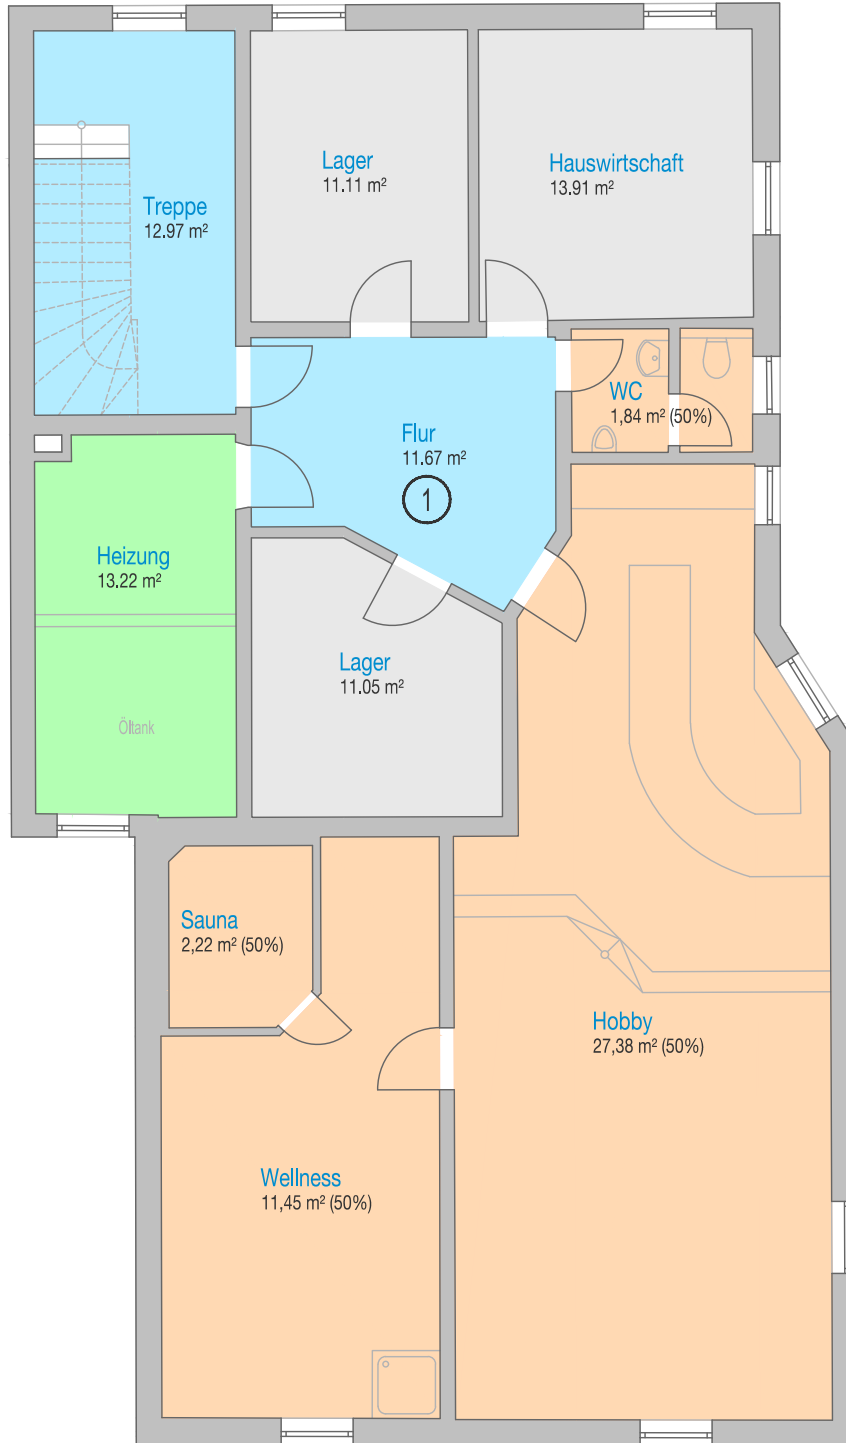 Lager
11.11 m²
Hauswirtschaft
13.91 m²
Treppe
12.97 m²
WC
1,84 m² (50%)
Flur
11.67 m²
1
Heizung
13.22 m²
Lager
11.05 m²
Öltank
Sauna
2,22 m² (50%)
Hobby
27,38 m² (50%)
Wellness
11,45 m² (50%)